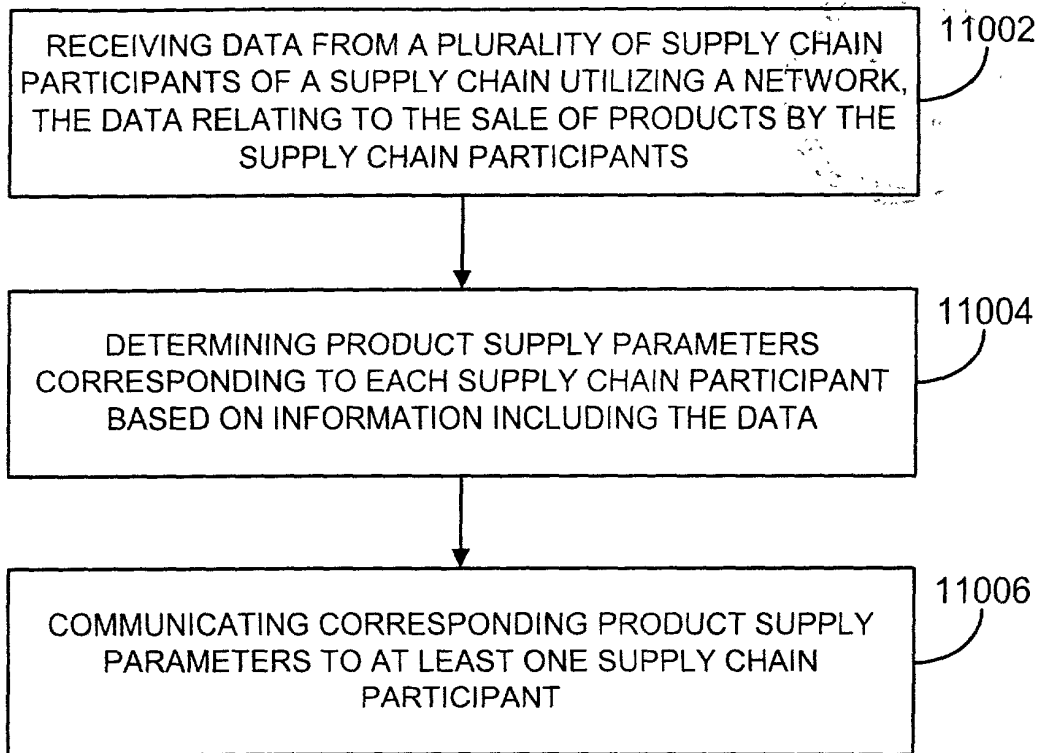 RECEIVING DATA FROM A PLURALITY OF SUPPLY CHAIN
PARTICIPANTS OF A SUPPLY CHAIN UTILIZING A NETWORK,
THE DATA RELATING TO THE SALE OF PRODUCTS BY THE
SUPPLY CHAIN PARTICIPANTS
11002
DETERMINING PRODUCT SUPPLY PARAMETERS
CORRESPONDING TO EACH SUPPLY CHAIN PARTICIPANT
BASED ON INFORMATION INCLUDING THE DATA
11004
COMMUNICATING CORRESPONDING PRODUCT SUPPLY
PARAMETERS TO AT LEAST ONE SUPPLY CHAIN
PARTICIPANT
11006